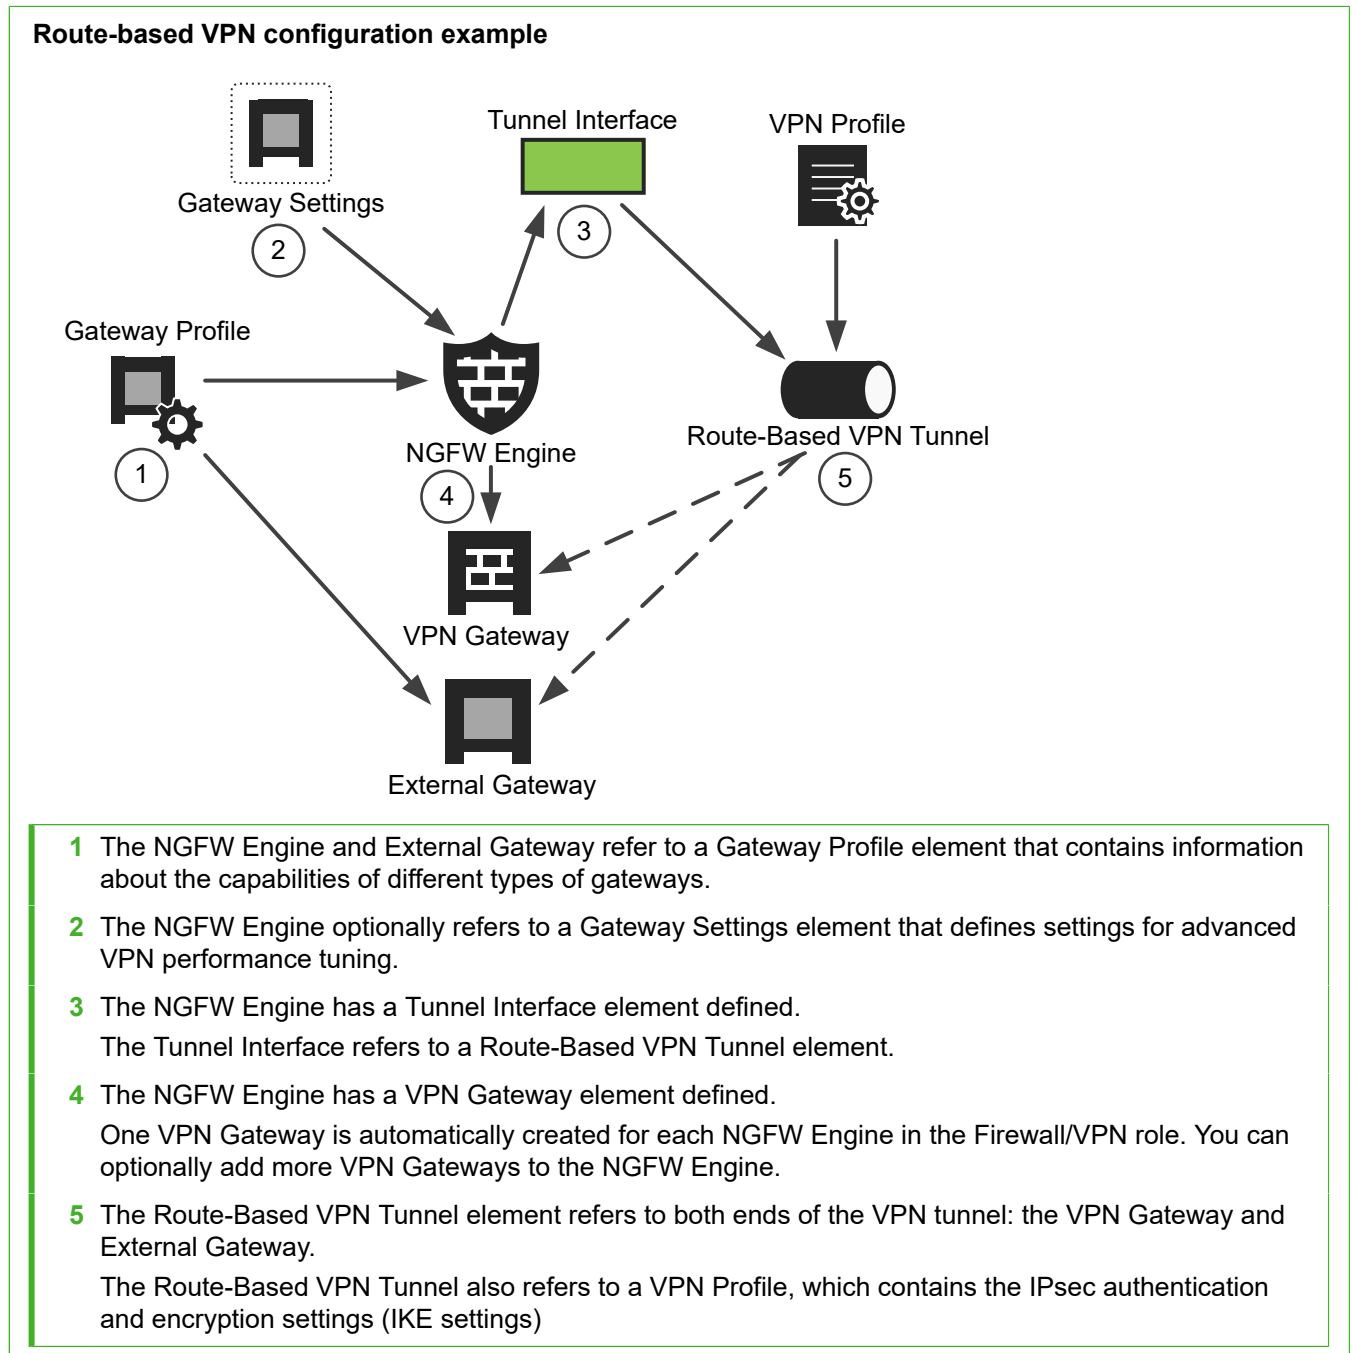 Route-based VPN configuration example
Tunnel Interface
VPN Profile
Gateway Settings
2
3
Gateway Profile
1
NGFW Engine
4
Route-Based VPN Tunnel
5
VPN Gateway
External Gateway
1 The NGFW Engine and External Gateway refer to a Gateway Profile element that contains information
about the capabilities of different types of gateways.
2 The NGFW Engine optionally refers to a Gateway Settings element that defines settings for advanced
VPN performance tuning.
3 The NGFW Engine has a Tunnel Interface element defined.
The Tunnel Interface refers to a Route-Based VPN Tunnel element.
4 The NGFW Engine has a VPN Gateway element defined.
One VPN Gateway is automatically created for each NGFW Engine in the Firewall/VPN role. You can
optionally add more VPN Gateways to the NGFW Engine.
5 The Route-Based VPN Tunnel element refers to both ends of the VPN tunnel: the VPN Gateway and
External Gateway.
The Route-Based VPN Tunnel also refers to a VPN Profile, which contains the IPsec authentication
and encryption settings (IKE settings)